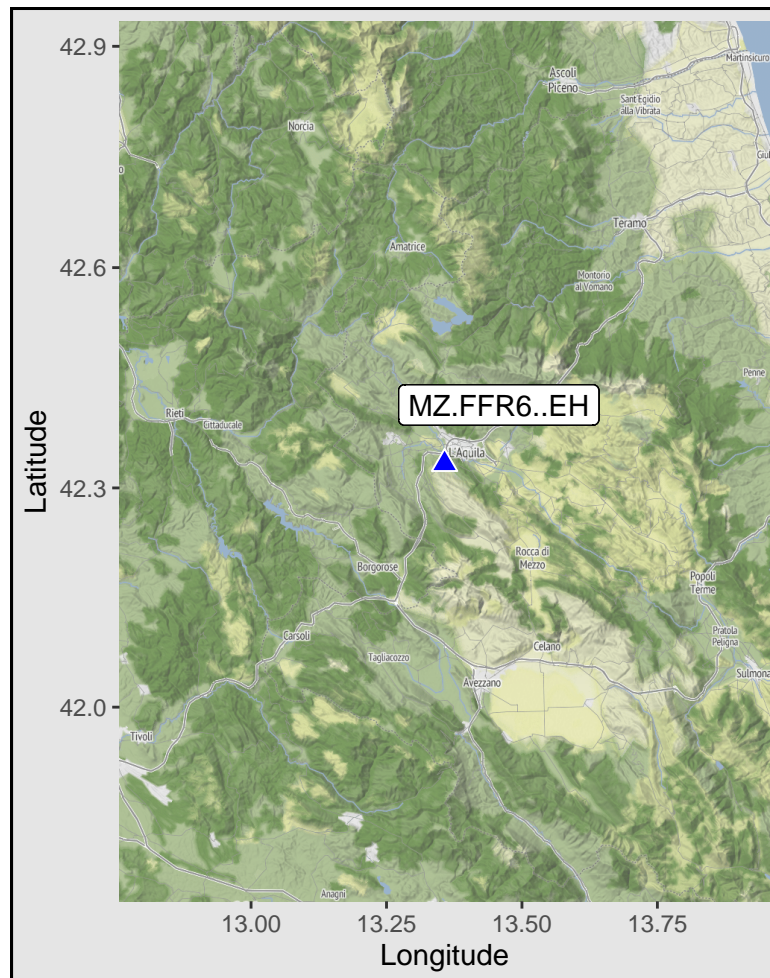 42.9
Martinsicuro
Ascoli
Piceno
Sant'Egidio
alla Vibrata
Norcia
Giu
Teramo
Amatrice
42.6
Montorio
al Vomano
Penne
MZ.FFR6..EH
Rieti
Cittaducale
L'Aquila
Latitude
42.3
Rocca di
Mezzo
Borgorose
Popoli
Terme
Carsoli
Pratola
Peligna
Celano
Tagliacozzo
Sulmona
Avezzano
42.0
Tivoli
Anagni
13.00
13.25
13.50
13.75
Longitude